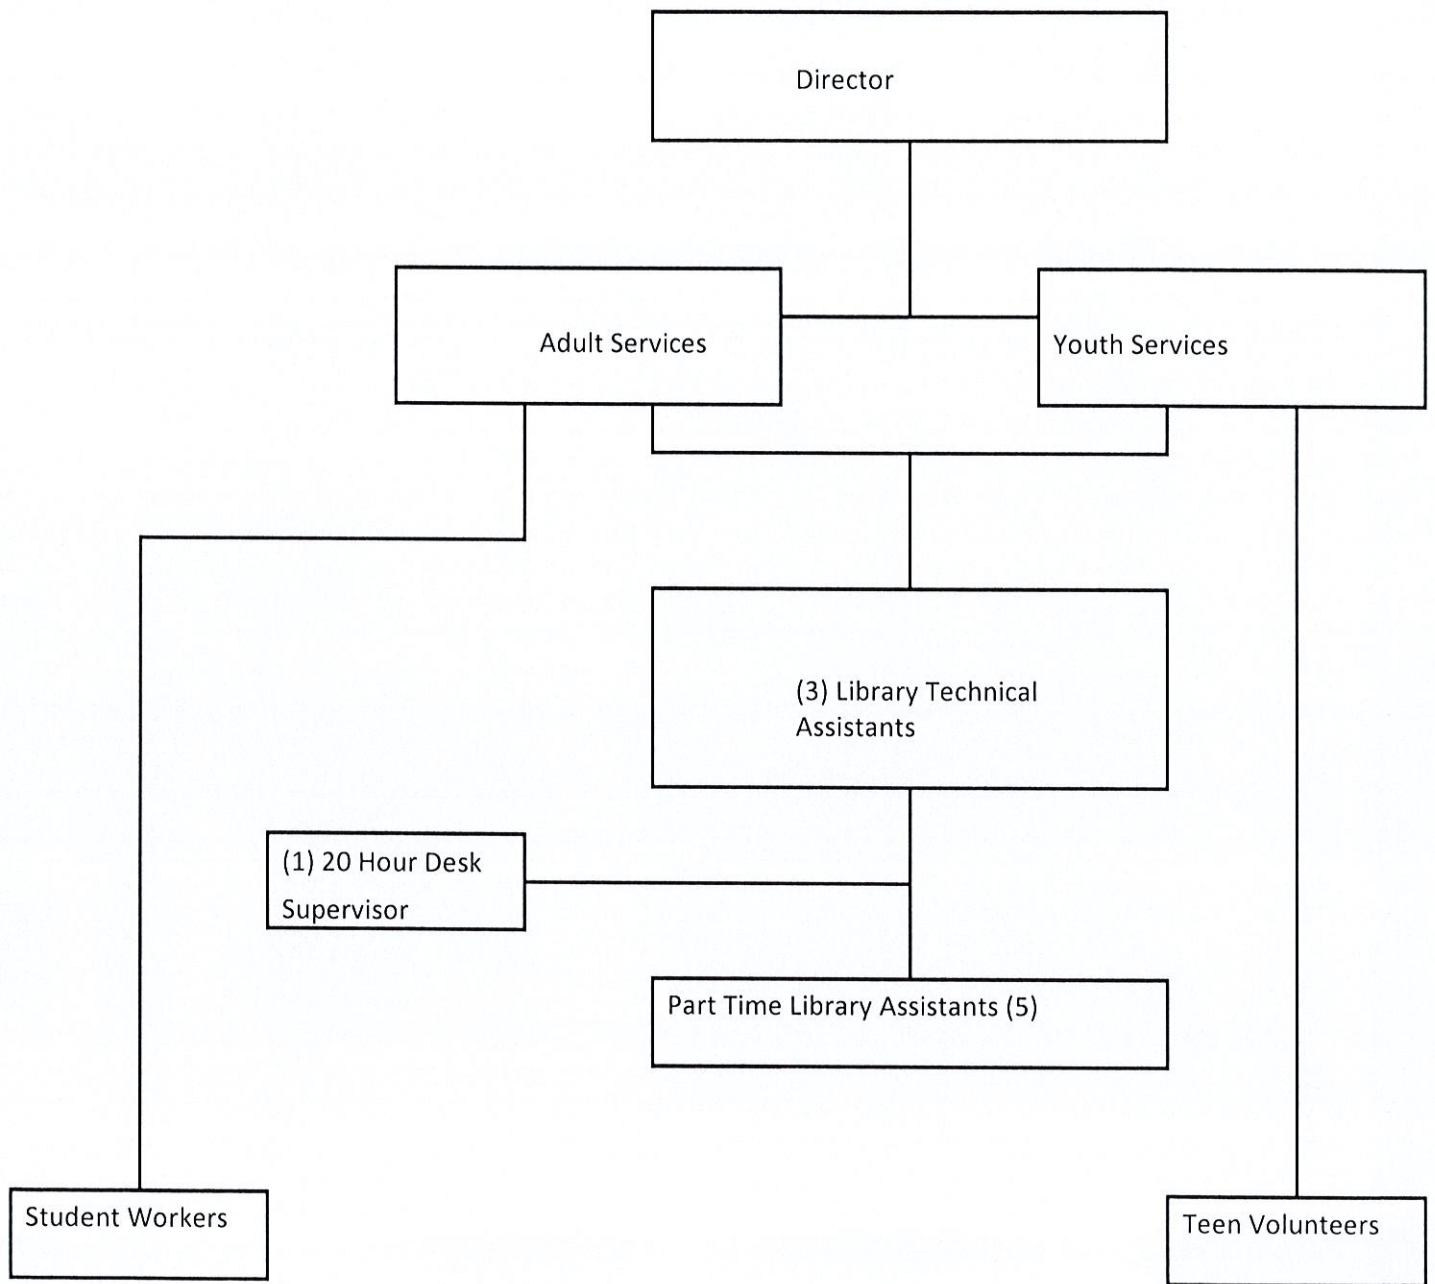 Director
Adult Services
Youth Services
(3) Library Technical
Assistants
(1) 20 Hour Desk
Supervisor
Part Time Library Assistants (5)
Student Workers
Teen Volunteers